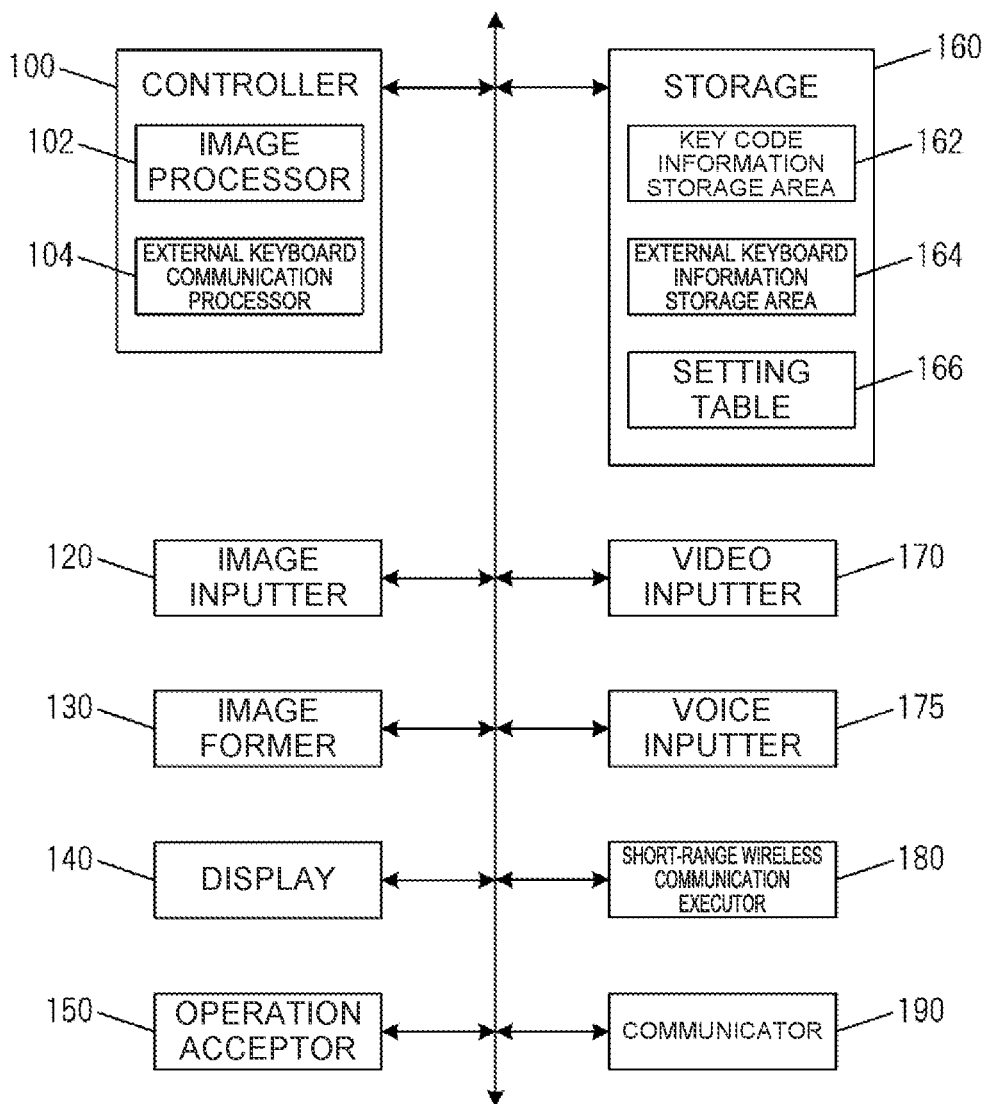 100
CONTROLLER
102
IMAGE
PROCESSOR
104
EXTERNAL KEYBOARD
COMMUNICATION
PROCESSOR
160
STORAGE
KEY CODE
INFORMATION
STORAGE AREA
162
EXTERNAL KEYBOARD
INFORMATION
STORAGE AREA
164
SETTING
TABLE
166
120
IMAGE
INPUTTER
VIDEO
INPUTTER
170
130
IMAGE
FORMER
VOICE
INPUTTER
175
140
DISPLAY
SHORT-RANGE WIRELESS
COMMUNICATION
EXECUTOR
180
150
OPERATION
ACCEPTOR
COMMUNICATOR
190